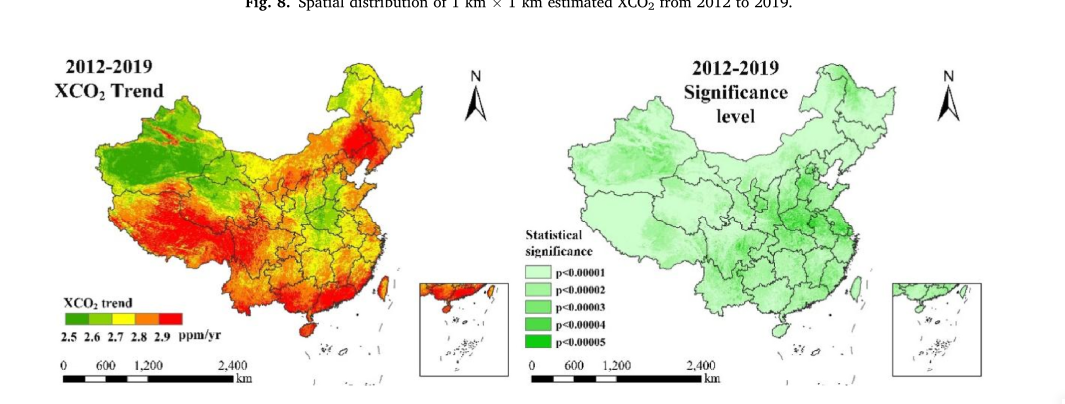 Fig. 8. Spatial distribution of 1 km × 1 km estimated XCO₂ from 2012 to 2019.
2012-2019
XCO₂ Trend
N
XCO₂ trend
2.5 2.6 2.7 2.8 2.9 ppm/yr
0 600 1,200 2,400
km
2012-2019
Significance
level
N
Statistical
significance
p<0.00001
p<0.00002
p<0.00003
p<0.00004
p<0.00005
0 600 1,200 2,400
km